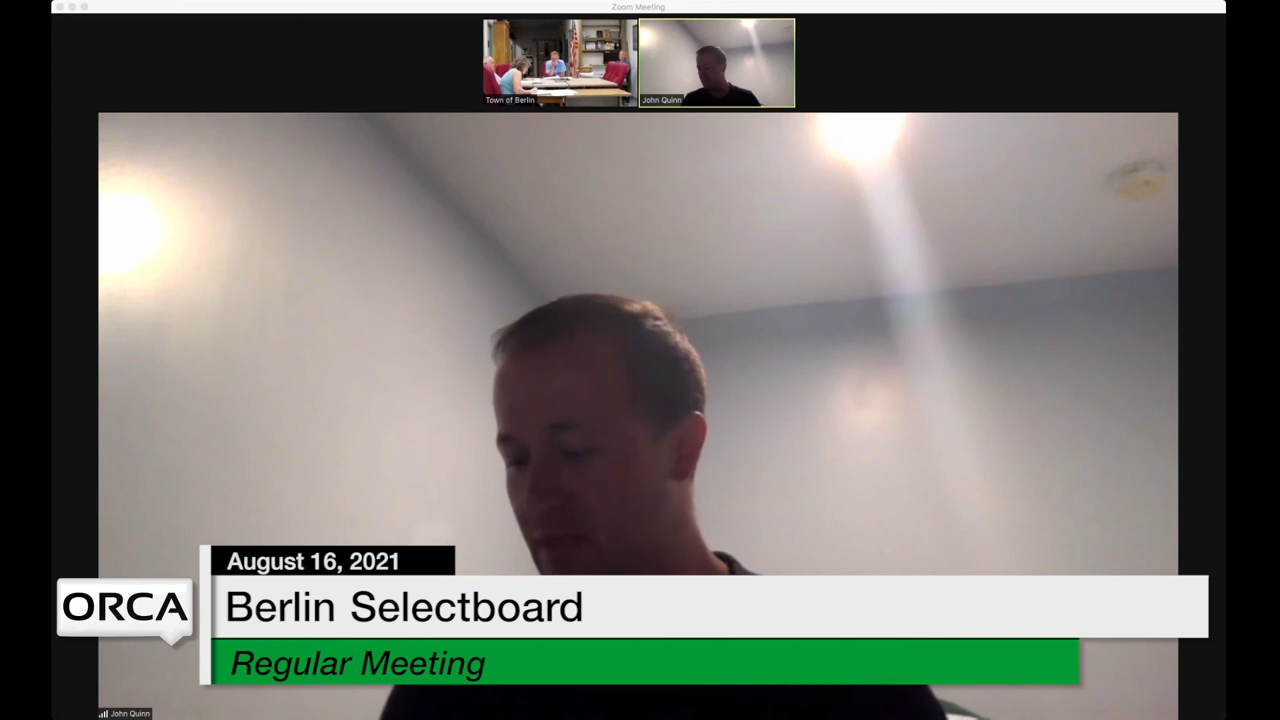 Zoom Meeting
Town of Berlin
John Quinn
August 16, 2021
ORCA
Berlin Selectboard
Regular Meeting
John Quinn